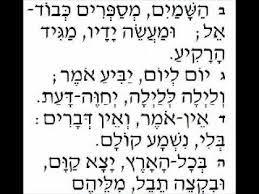 ב הַשָּׁמַיִם, מְסַפְּרִים כְּבוֹד-
אֵל; וּמַעֲשֵׂה יָדָיו, מַגִּיד
הָרָקִיעַ.
ג יוֹם לְיוֹם, יַבִּיעַ אֹמֶר;
וְלַיְלָה לְּלַיְלָה, יְחַוֶּה-דָּעַת.
ד אֵין-אֹמֶר, וְאֵין דְּבָרִים:
בְּלִי, נִשְׁמָע קוֹלָם.
ה בְּכָל-הָאָרֶץ, יָצָא קַוָּם,
וּבִקְצֵה תֵבֵל, מִלֵּיהֶם